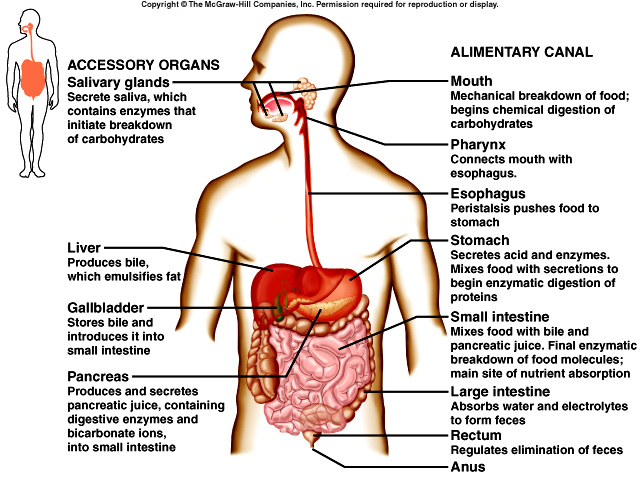 Copyright © The McGraw-Hill Companies, Inc. Permission required for reproduction or display.
ACCESSORY ORGANS
Salivary glands
Secrete saliva, which
contains enzymes that
initiate breakdown
of carbohydrates
Liver
Produces bile,
which emulsifies fat
Gallbladder
Stores bile and
introduces it into
small intestine
Pancreas
Produces and secretes
pancreatic juice, containing
digestive enzymes and
bicarbonate ions,
into small intestine
ALIMENTARY CANAL
Mouth
Mechanical breakdown of food;
begins chemical digestion of
carbohydrates
Pharynx
Connects mouth with
esophagus.
Esophagus
Peristalsis pushes food to
stomach
Stomach
Secretes acid and enzymes.
Mixes food with secretions to
begin enzymatic digestion of
proteins
Small intestine
Mixes food with bile and
pancreatic juice. Final enzymatic
breakdown of food molecules;
main site of nutrient absorption
Large intestine
Absorbs water and electrolytes
to form feces
Rectum
Regulates elimination of feces
Anus